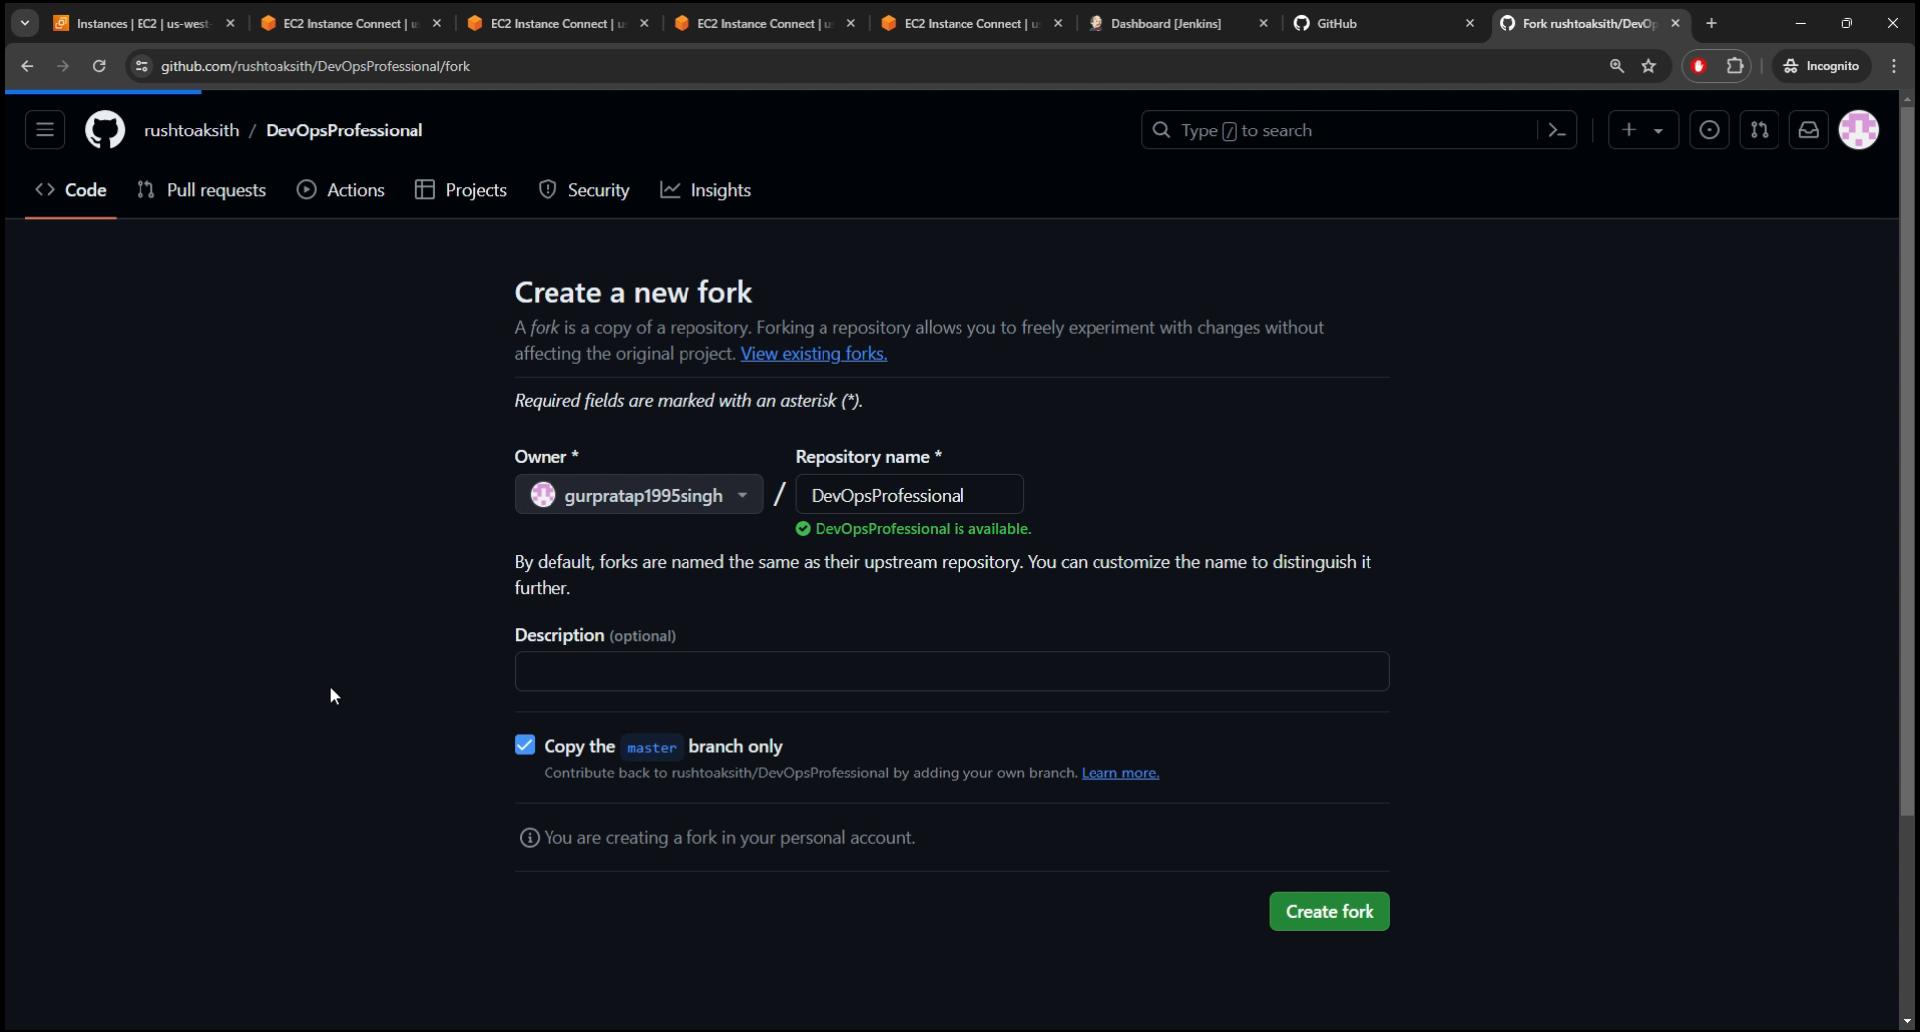 Instances | EC2 | us-west-
EC2 Instance Connect | u
EC2 Instance Connect | u
EC2 Instance Connect | u
EC2 Instance Connect | u
Dashboard [Jenkins]
GitHub
Fork rushtoaksith/DevOp
github.com/rushtoaksith/DevOpsProfessional/fork
Incognito
rushtoaksith / DevOpsProfessional
Type / to search
Code
Pull requests
Actions
Projects
Security
Insights
Create a new fork
A fork is a copy of a repository. Forking a repository allows you to freely experiment with changes without
affecting the original project. View existing forks.
Required fields are marked with an asterisk (*).
Owner *
Repository name *
gurpratap1995singh
/
DevOpsProfessional
DevOpsProfessional is available.
By default, forks are named the same as their upstream repository. You can customize the name to distinguish it
further.
Description (optional)
Copy the master branch only
Contribute back to rushtoaksith/DevOpsProfessional by adding your own branch. Learn more.
You are creating a fork in your personal account.
Create fork